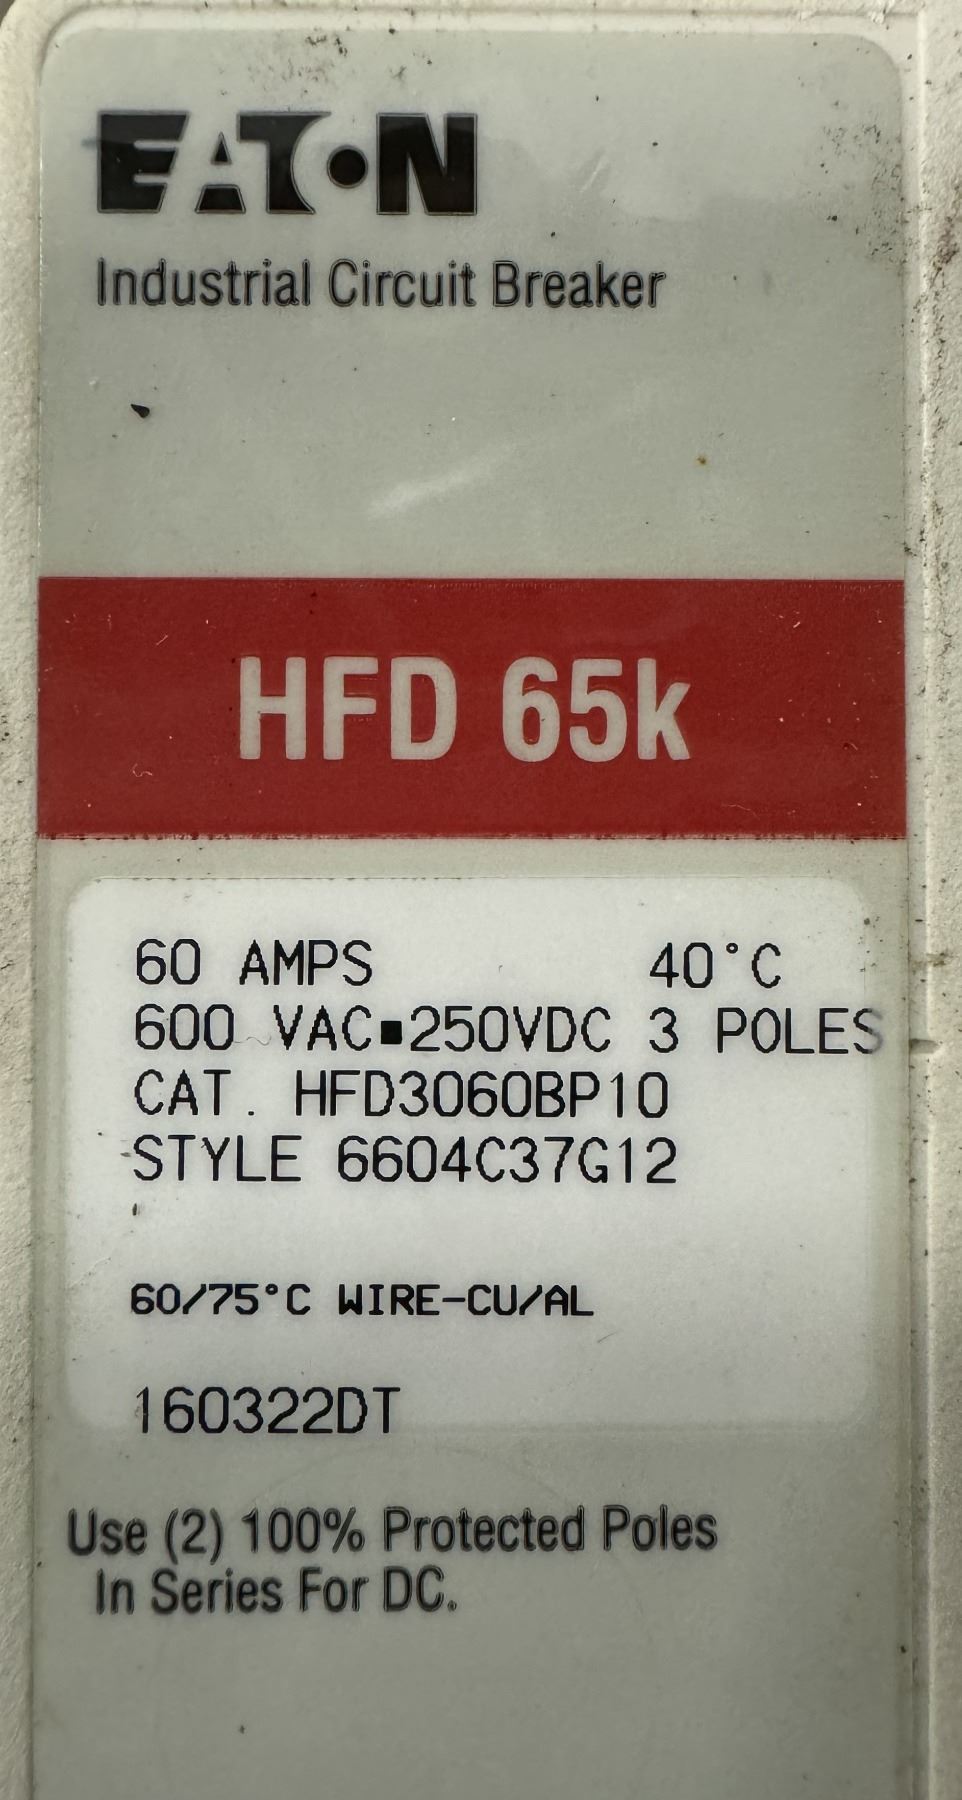 EATON
Industrial Circuit Breaker
HFD 65k
60 AMPS 40°C
600 VAC▪250VDC 3 POLES
CAT. HFD3060BP10
STYLE 6604C37G12
60/75°C WIRE-CU/AL
160322DT
Use (2) 100% Protected Poles
In Series For DC.